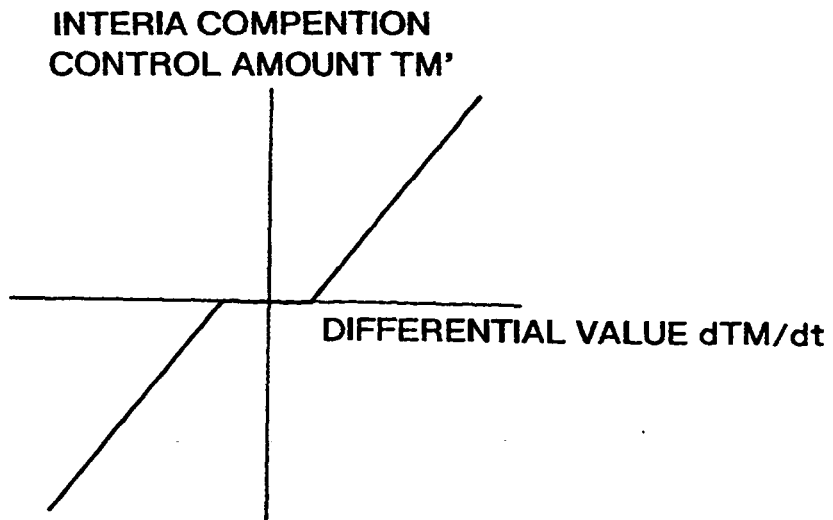 INTERIA COMPENTION
CONTROL AMOUNT TM'
DIFFERENTIAL VALUE dTM/dt